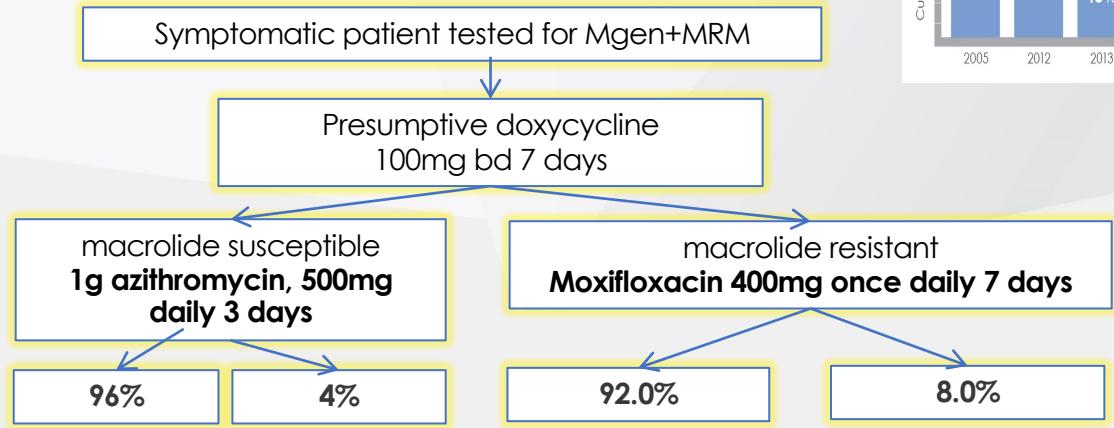 Symptomatic patient tested for Mgen+MRM
2005 2012 2013
Presumptive doxycycline
100mg bd 7 days
macrolide susceptible
1g azithromycin, 500mg
daily 3 days
macrolide resistant
Moxifloxacin 400mg once daily 7 days
96%
4%
92.0%
8.0%